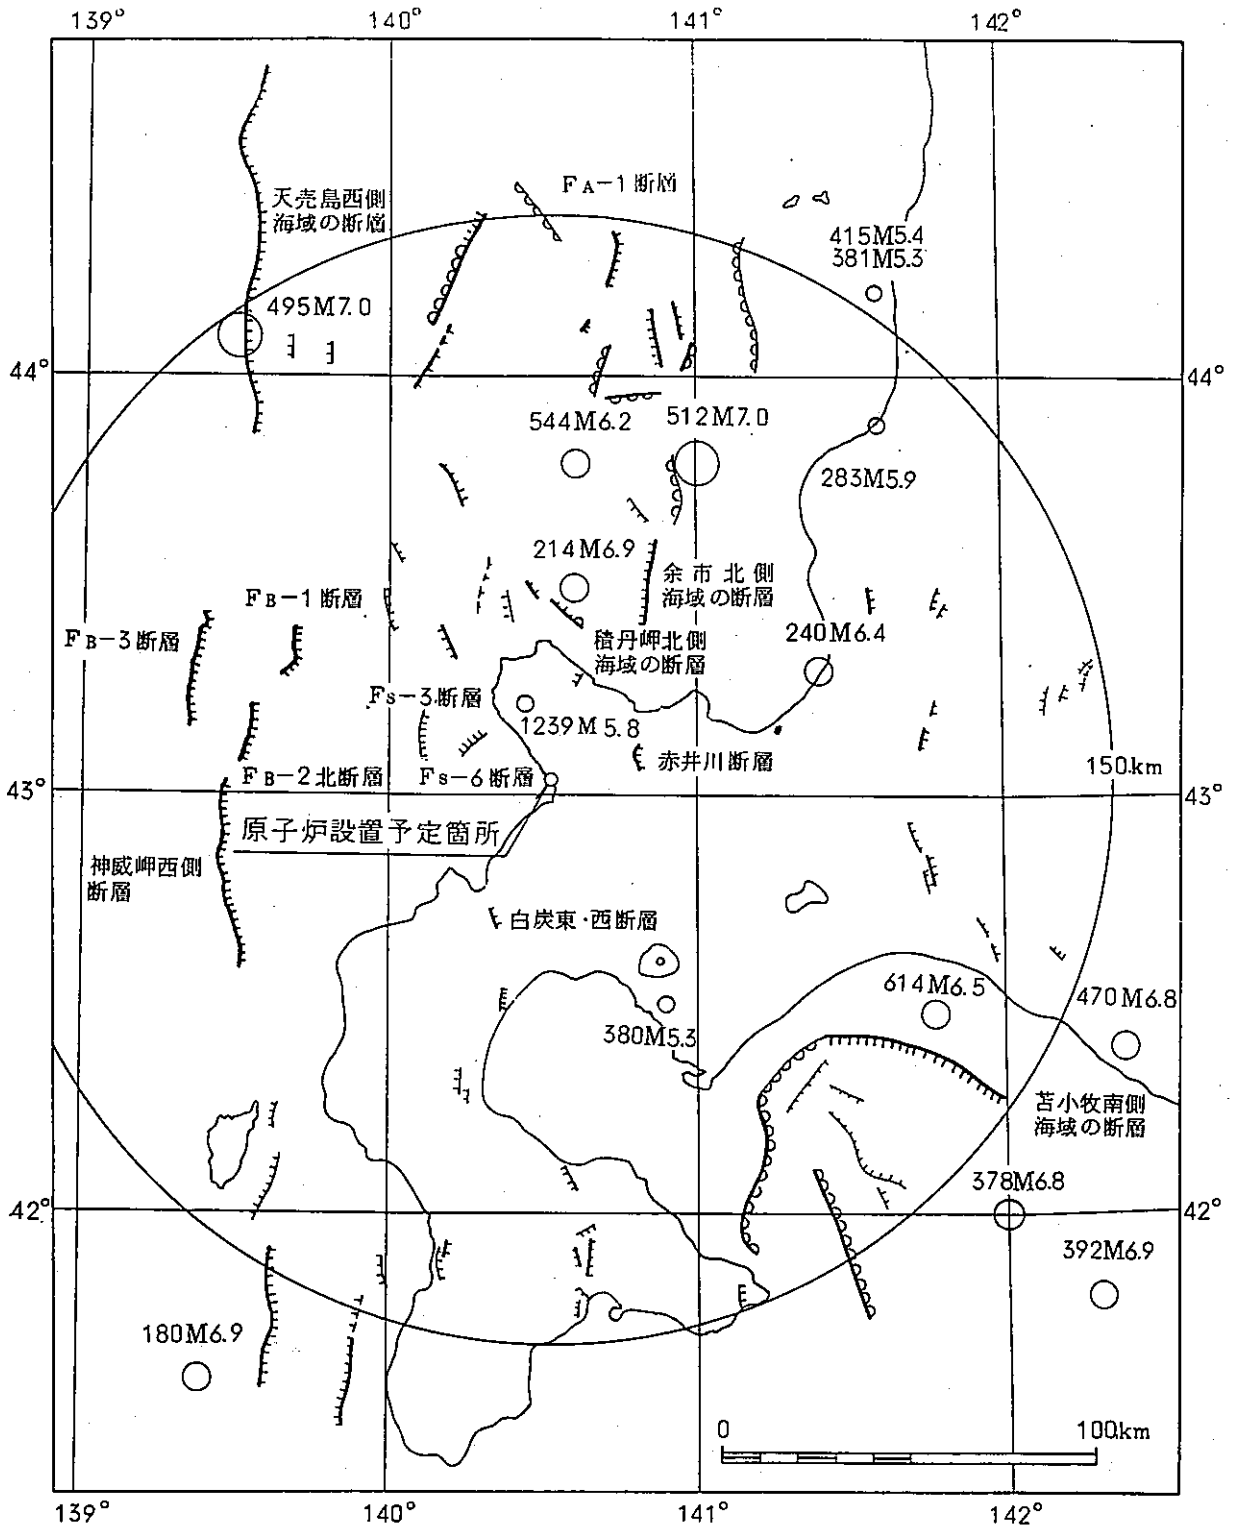 139° 140° 141° 142°
FA-1断層
天売島西側
海域の断層
415M5.4
381M5.3
495M7.0
44° 44°
544M6.2 512M7.0
283M5.9
214M6.9
余市北側
海域の断層
FB-1断層
FB-3断層
240M6.4
積丹岬北側
海域の断層
Fs-3断層
1239M5.8
赤井川断層
FB-2北断層 Fs-6断層
150km
43° 43°
原子炉設置予定箇所
神威岬西側
断層
白炭東・西断層
614M6.5
470M6.8
380M5.3
苫小牧南側
海域の断層
378M6.8
42° 42°
392M6.9
180M6.9
0 100km
139° 140° 141° 142°